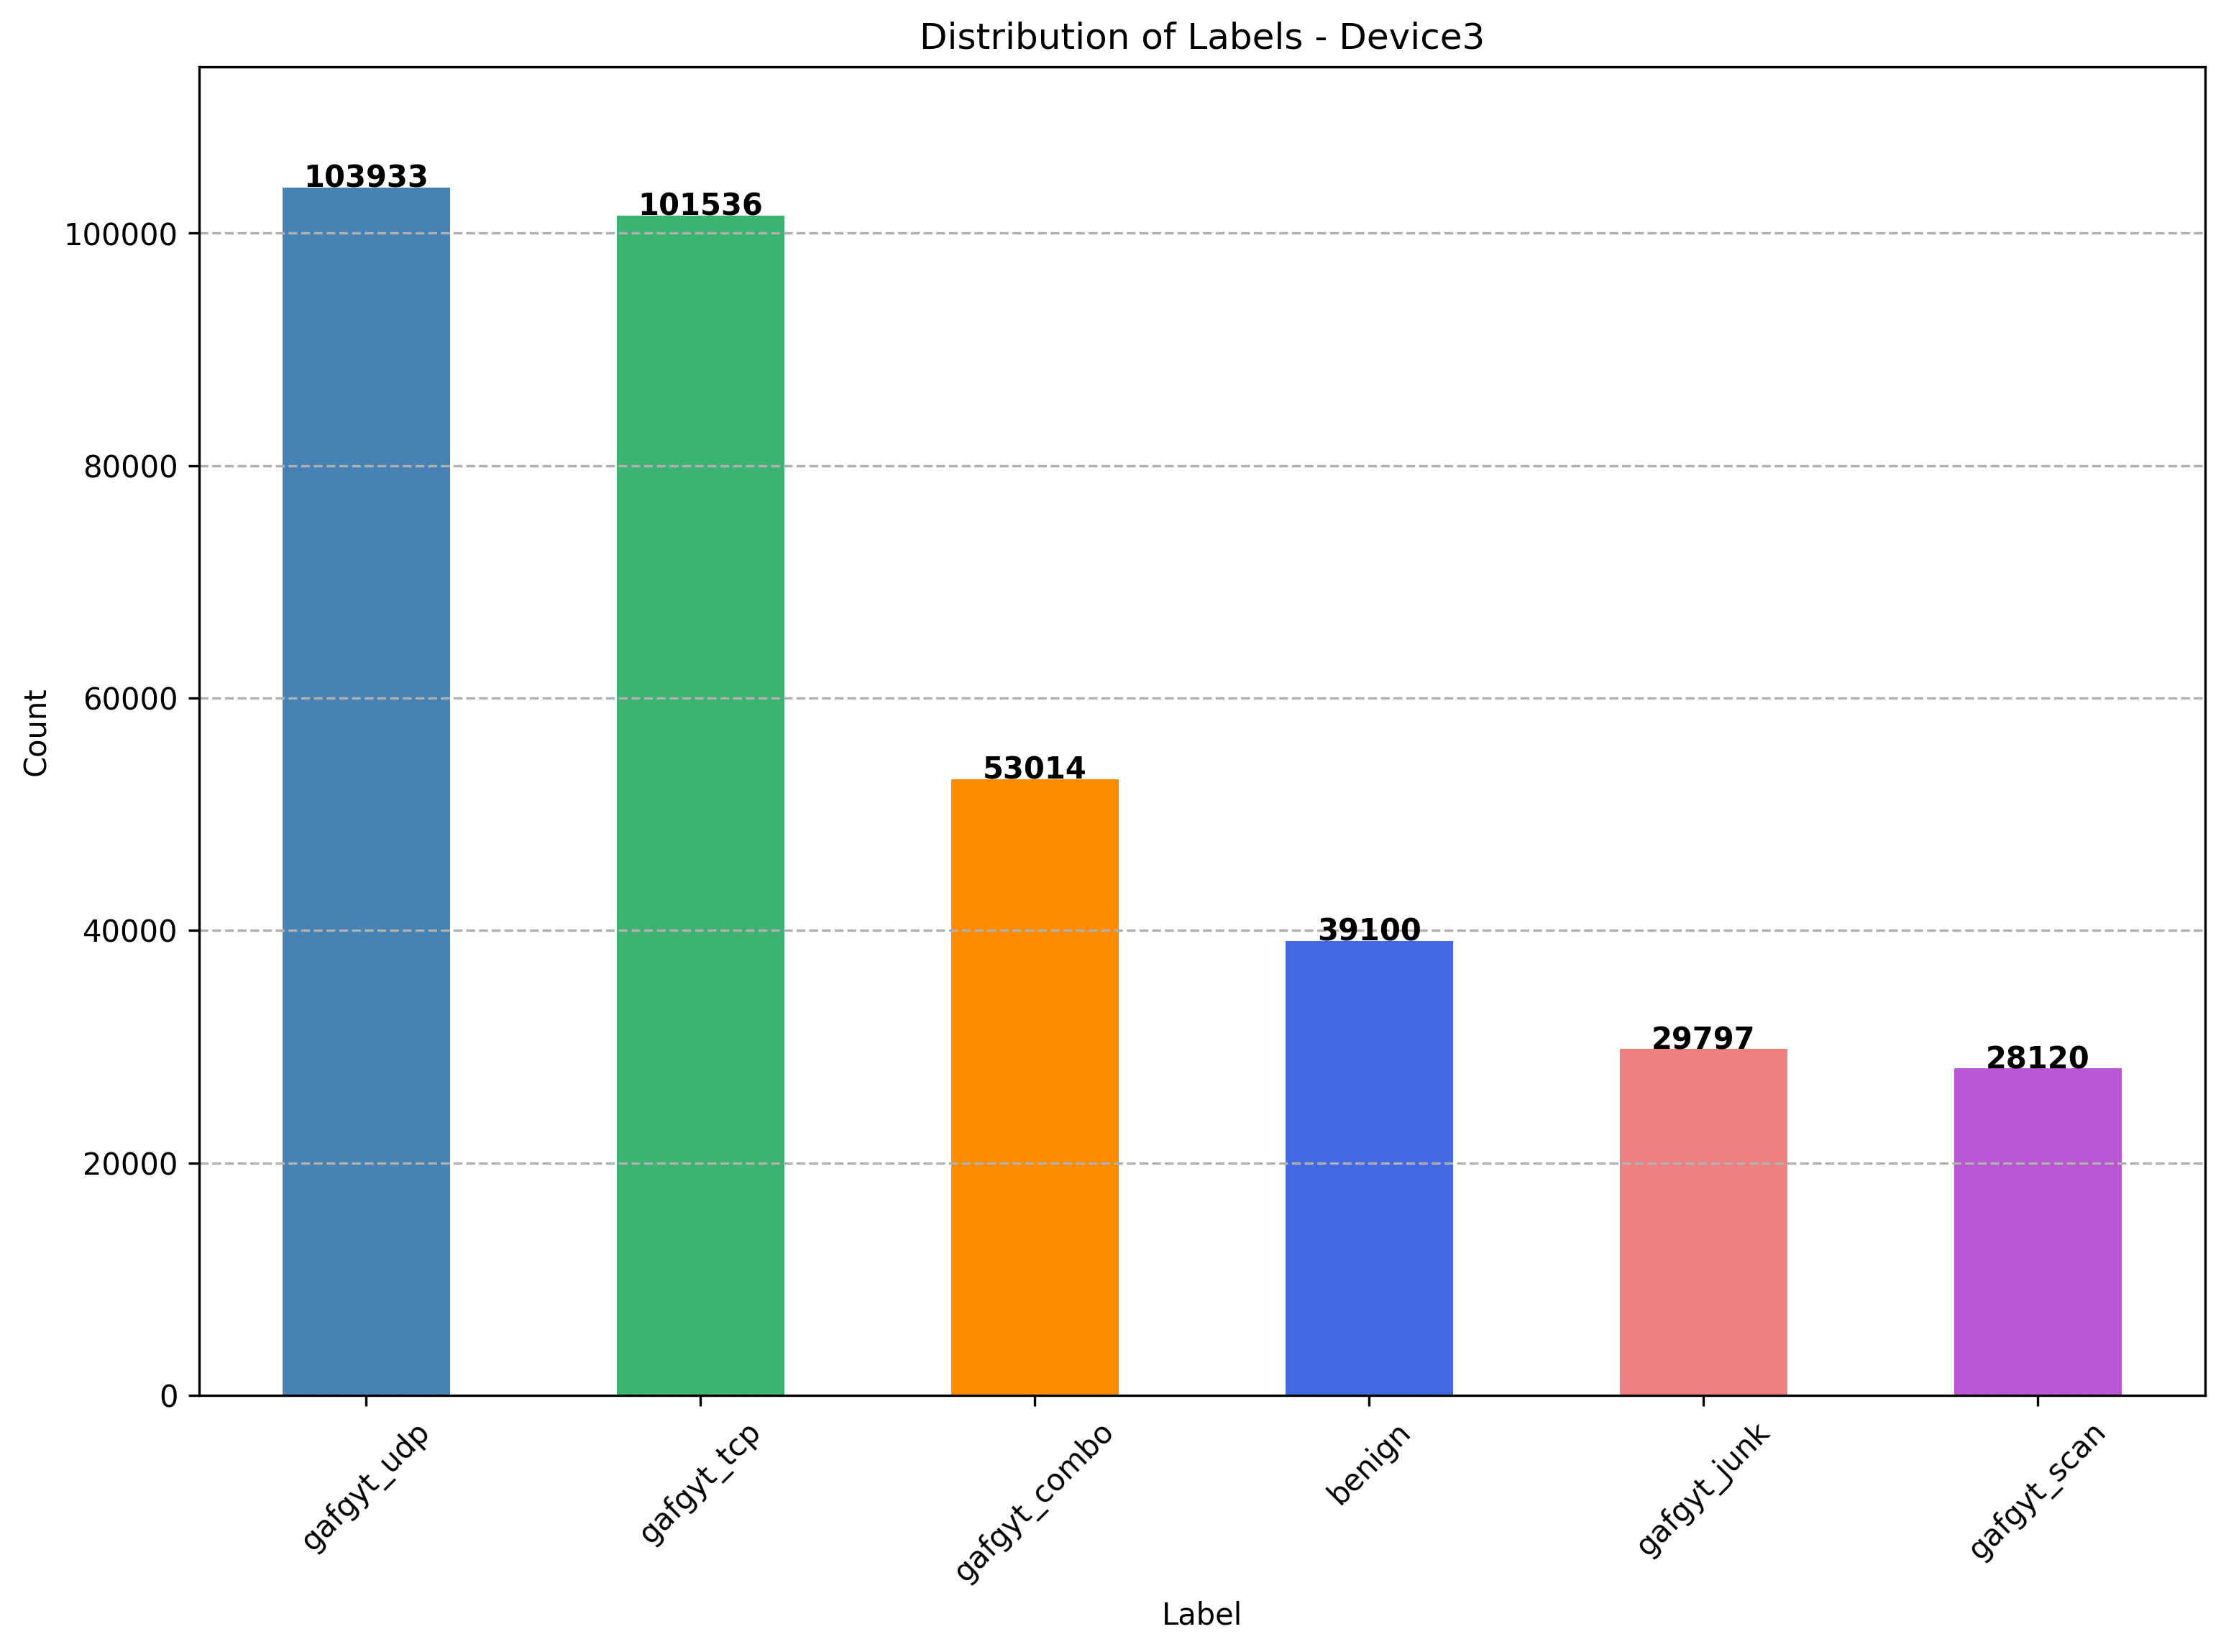 Distribution of Labels - Device3
Count
100000
80000
60000
40000
20000
0
103933
101536
53014
39100
29797
28120
gafgyt_udp
gafgyt_tcp
gafgyt_combo
benign
gafgyt_junk
gafgyt_scan
Label